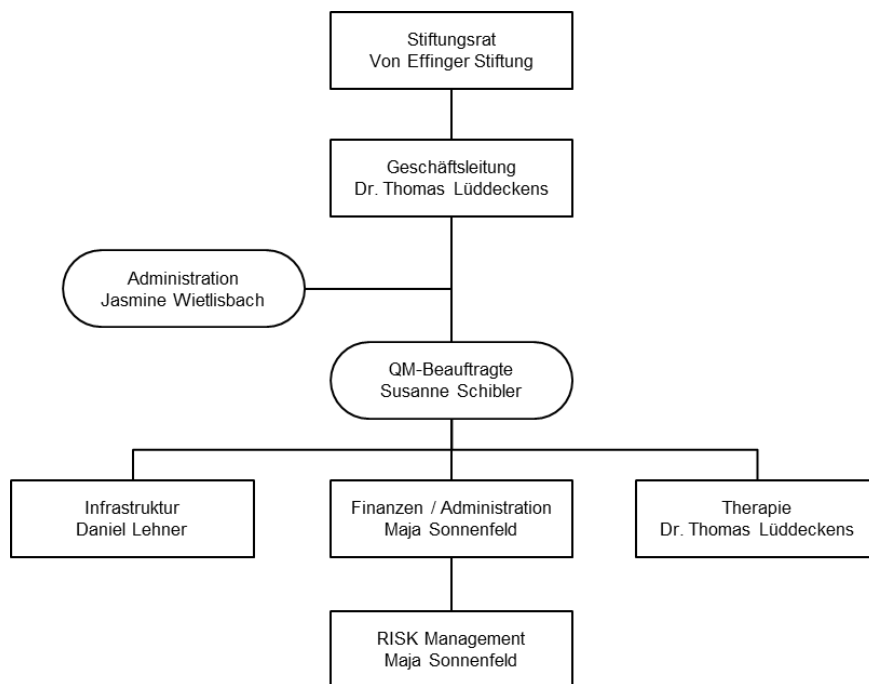 Stiftungsrat
Von Effinger Stiftung
Geschäftsleitung
Dr. Thomas Lüddeckens
Administration
Jasmine Wietlisbach
QM-Beauftragte
Susanne Schibler
Infrastruktur
Daniel Lehner
Finanzen / Administration
Maja Sonnenfeld
Therapie
Dr. Thomas Lüddeckens
RISK Management
Maja Sonnenfeld